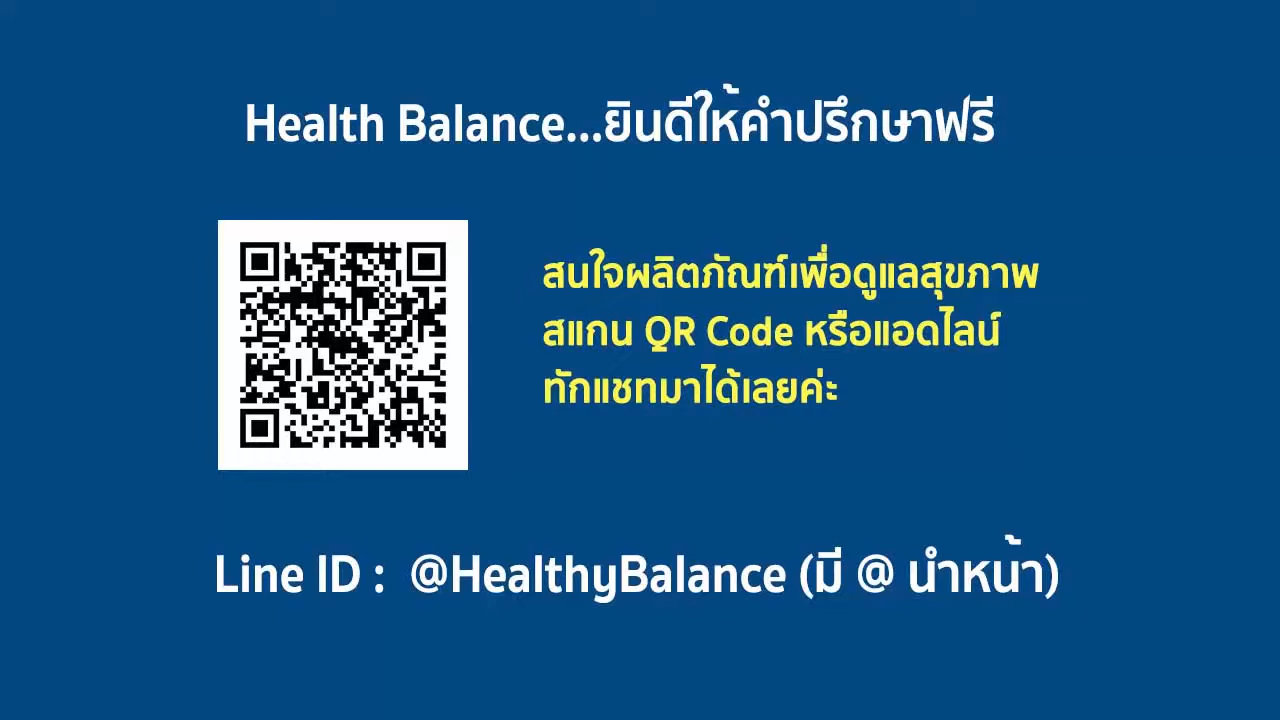 Health Balance...ยินดีให้คำปรึกษาฟรี
สนใจผลิตภัณฑ์เพื่อดูแลสุขภาพ
สแกน QR Code หรือแอดไลน์
ทักแชทมาได้เลยค่ะ
Line ID : @HealthyBalance (มี @ นำหน้า)